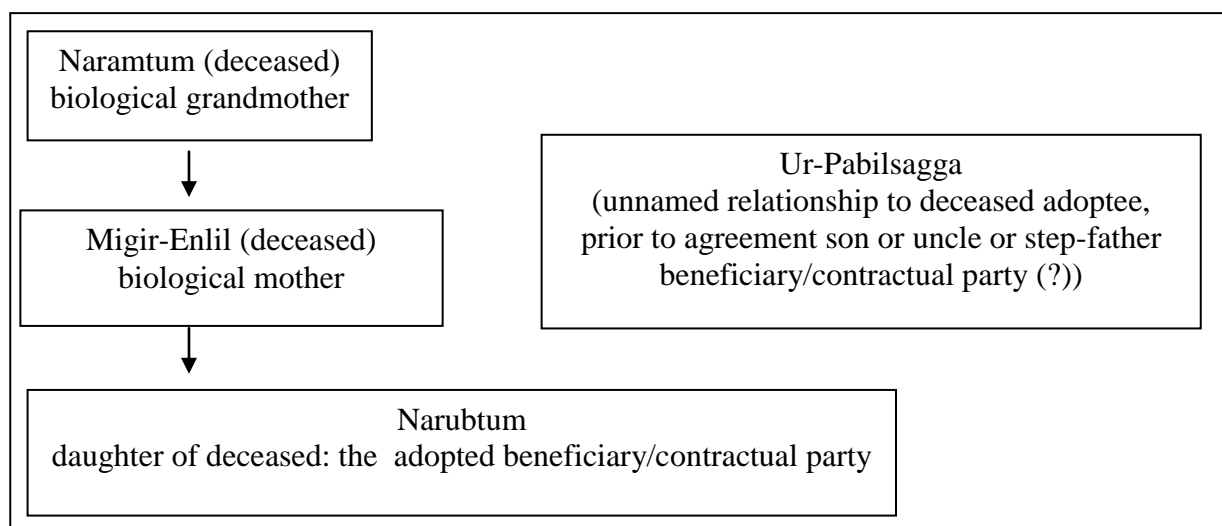 Naramtum (deceased)
biological grandmother
Ur-Pabilsagga
(unnamed relationship to deceased adoptee,
prior to agreement son or uncle or step-father
beneficiary/contractual party (?))
Migir-Enlil (deceased)
biological mother
Narubtum
daughter of deceased: the adopted beneficiary/contractual party